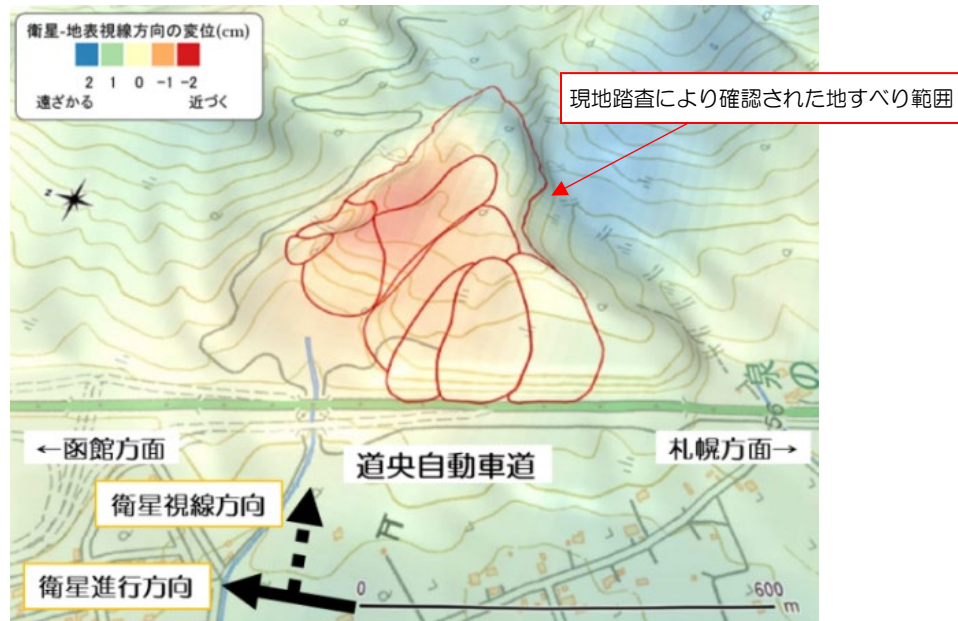 衛星-地表視線方向の変位(cm)
2 1 0 -1 -2
遠ざかる 近づく
現地踏査により確認された地すべり範囲
z
泉
の
56
←函館方面
道央自動車道
札幌方面→
衛星視線方向
衛星進行方向
0 600
m